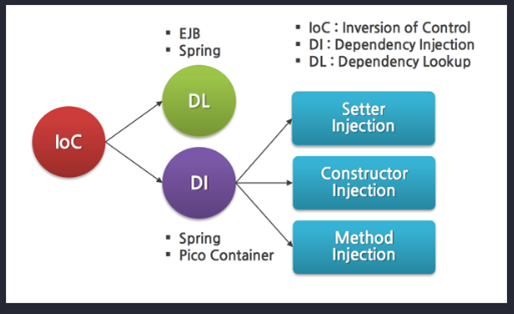 ▪ EJB
▪ Spring
▪ IoC : Inversion of Control
▪ DI : Dependency Injection
▪ DL : Dependency Lookup
IoC
DL
DI
▪ Spring
▪ Pico Container
Setter
Injection
Constructor
Injection
Method
Injection